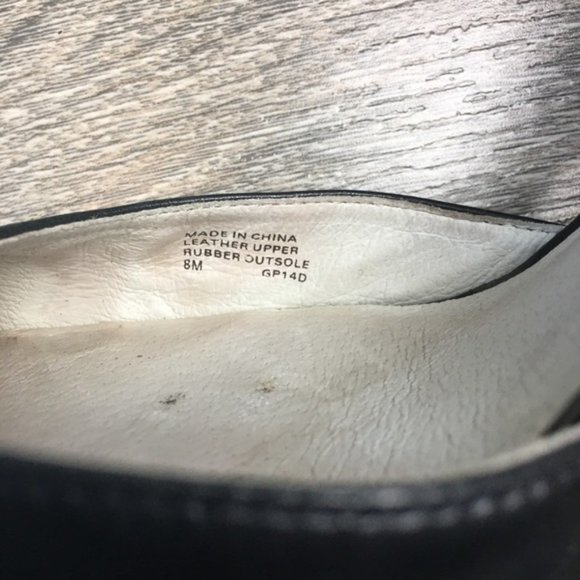 MADE IN CHINA
LEATHER UPPER
RUBBER OUTSOLE
8M GP14D